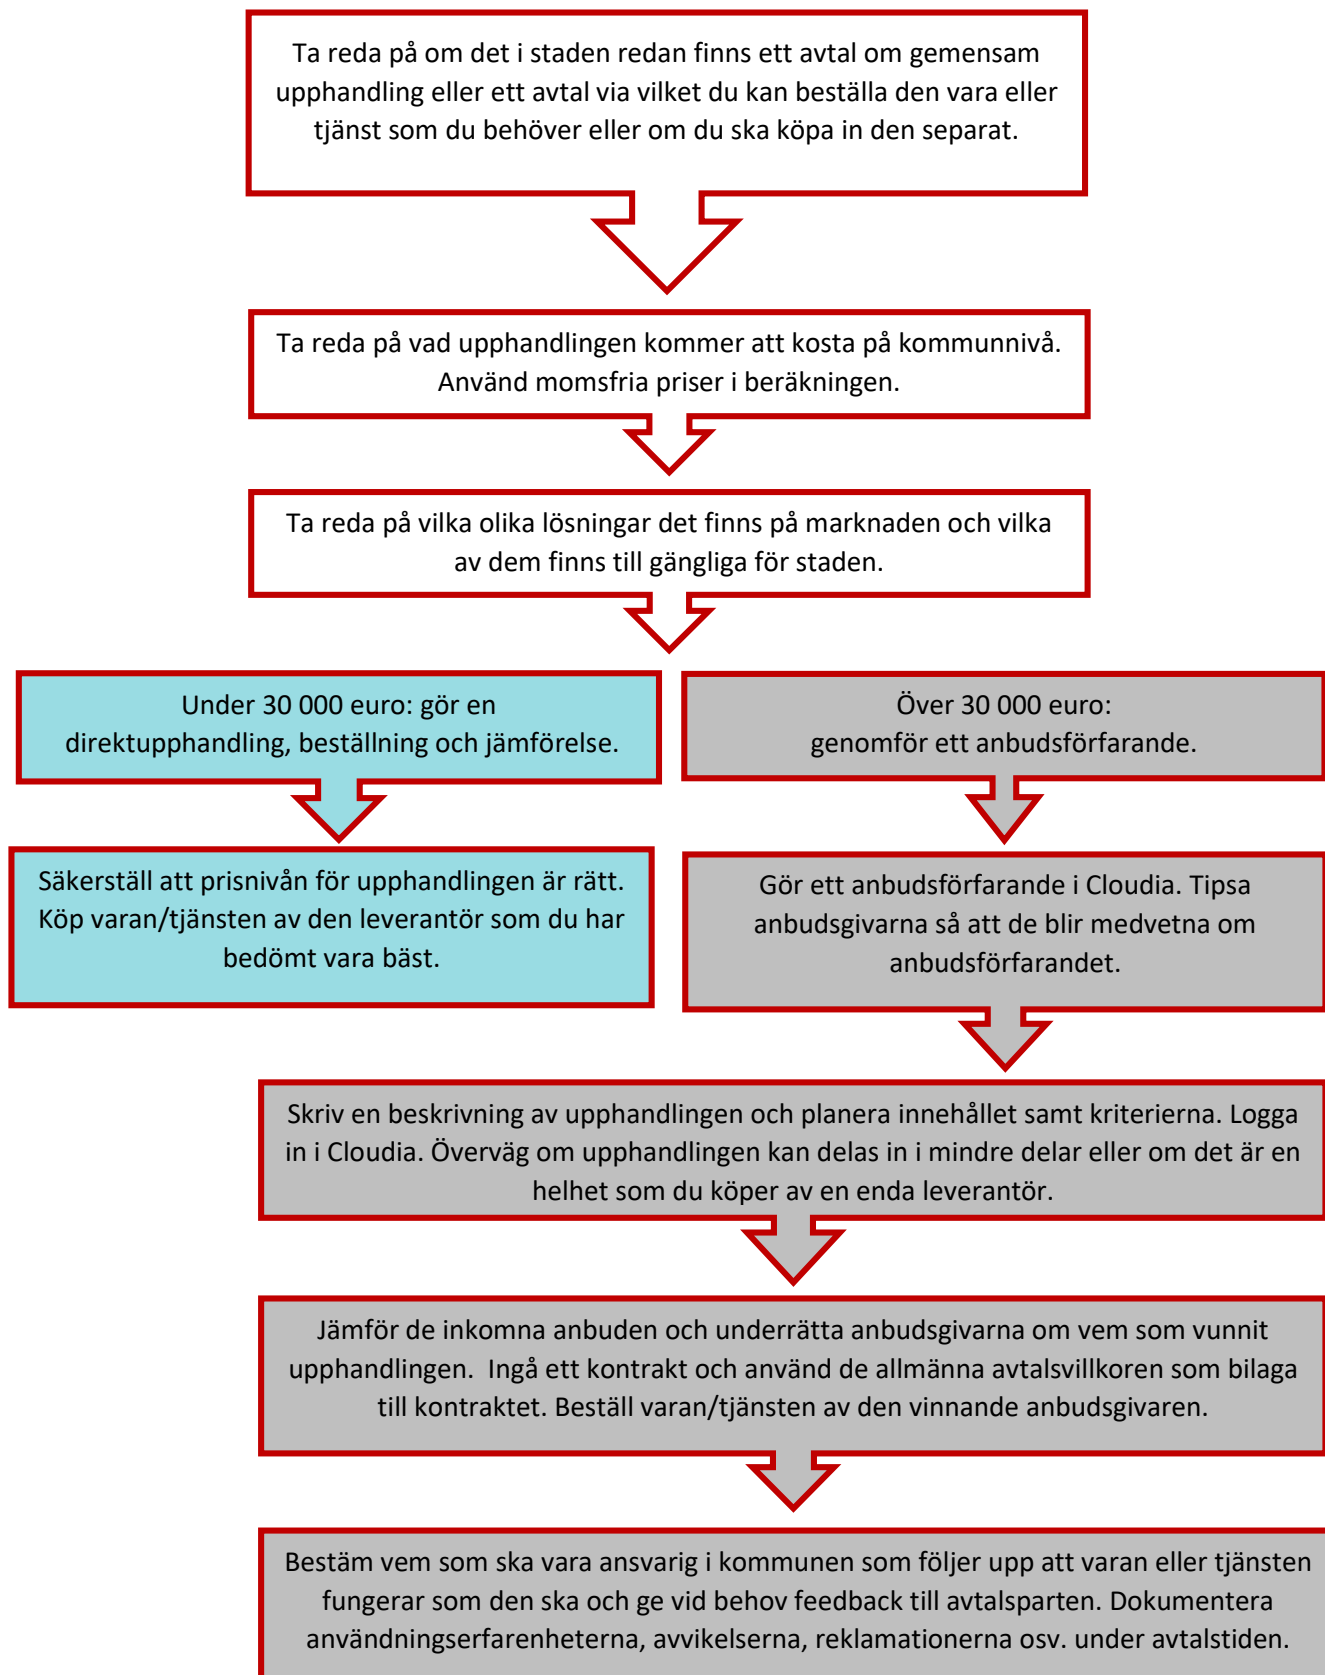 Ta reda på om det i staden redan finns ett avtal om gemensam
upphandling eller ett avtal via vilket du kan beställa den vara eller
tjänst som du behöver eller om du ska köpa in den separat.
Ta reda på vad upphandlingen kommer att kosta på kommunnivå.
Använd momsfria priser i beräkningen.
Ta reda på vilka olika lösningar det finns på marknaden och vilka
av dem finns till gängliga för staden.
Under 30 000 euro: gör en
direktupphandling, beställning och jämförelse.
Över 30 000 euro:
genomför ett anbudsförfarande.
Säkerställ att prisnivån för upphandlingen är rätt.
Köp varan/tjänsten av den leverantör som du har
bedömt vara bäst.
Gör ett anbudsförfarande i Cloudia. Tipsa
anbudsgivarna så att de blir medvetna om
anbudsförfarandet.
Skriv en beskrivning av upphandlingen och planera innehållet samt kriterierna. Logga
in i Cloudia. Överväg om upphandlingen kan delas in i mindre delar eller om det är en
helhet som du köper av en enda leverantör.
Jämför de inkomna anbuden och underrätta anbudsgivarna om vem som vunnit
upphandlingen.  Ingå ett kontrakt och använd de allmänna avtalsvillkoren som bilaga
till kontraktet. Beställ varan/tjänsten av den vinnande anbudsgivaren.
Bestäm vem som ska vara ansvarig i kommunen som följer upp att varan eller tjänsten
fungerar som den ska och ge vid behov feedback till avtalsparten. Dokumentera
användningserfarenheterna, avvikelserna, reklamationerna osv. under avtalstiden.